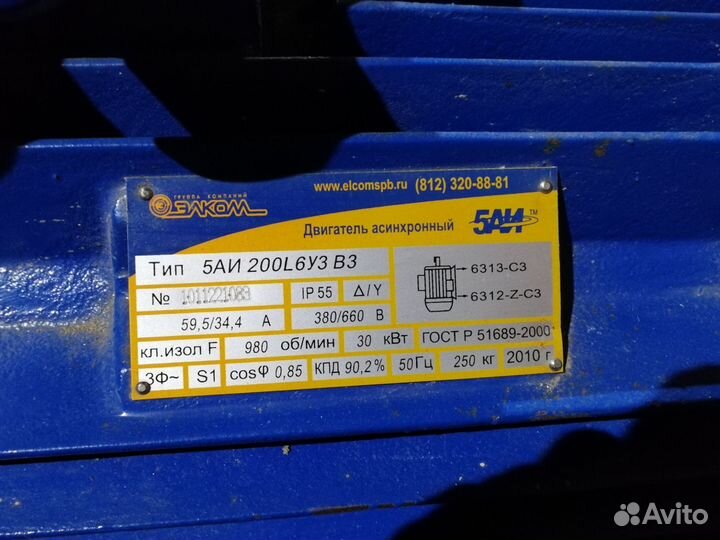 www.elcomspb.ru (812) 320-88-81
ГРУППА КОМПАНИЙ
ЭЛКОМ
Двигатель асинхронный 5АИ™
Тип 5АИ 200L6У3 В3
№ 1011221083 IP 55 Δ/Y
6313-С3
59,5/34,4 А 380/660 В
6312-Z-С3
кл.изол F 980 об/мин 30 кВт ГОСТ Р 51689-2000
3Ф~ S1 cosφ 0,85 КПД 90,2% 50Гц 250 кг 2010 г
Avito